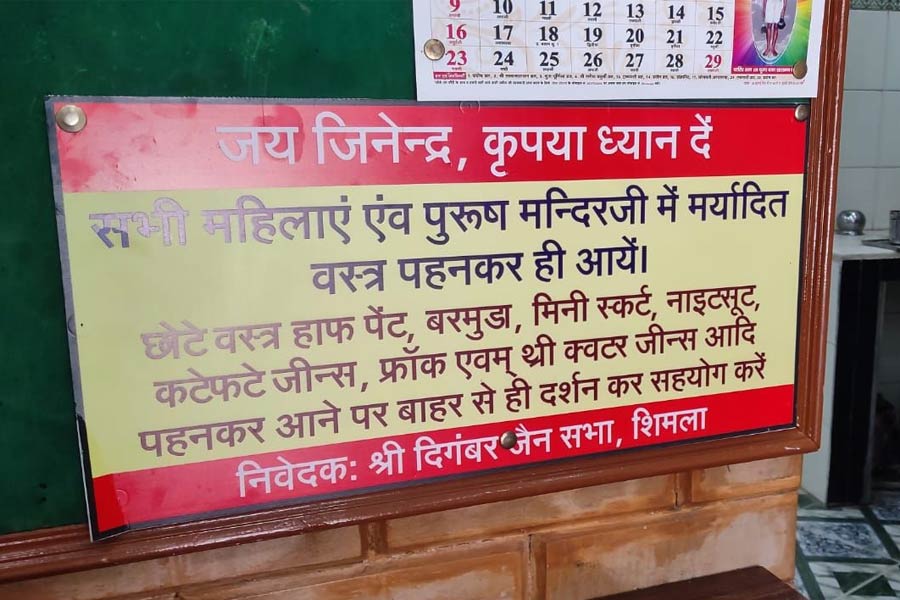 9 10 11 12 13 14 15
16 17 18 19 20 21 22
23 24 25 26 27 28 29
जय जिनेन्द्र, कृपया ध्यान दें
सभी महिलाएं एंव पुरूष मन्दिरजी में मर्यादित
वस्त्र पहनकर ही आयें।
छोटे वस्त्र हाफ पेंट, बरमुडा, मिनी स्कर्ट, नाइटसूट,
कटेफटे जीन्स, फ्रॉक एवम् थ्री क्वटर जीन्स आदि
पहनकर आने पर बाहर से ही दर्शन कर सहयोग करें
निवेदक: श्री दिगंबर जैन सभा, शिमला